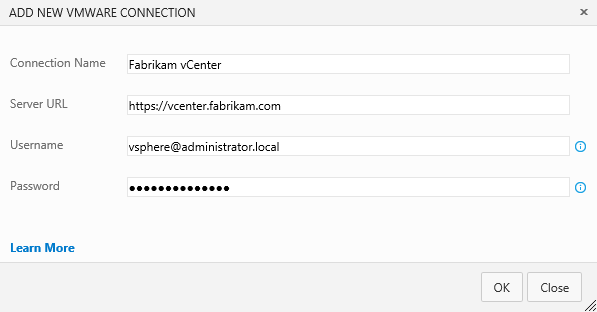 ADD NEW VMWARE CONNECTION
Connection Name Fabrikam vCenter
Server URL https://vcenter.fabrikam.com
Username vsphere@administrator.local
Password ●●●●●●●●●●●●●●
Learn More
OK Close